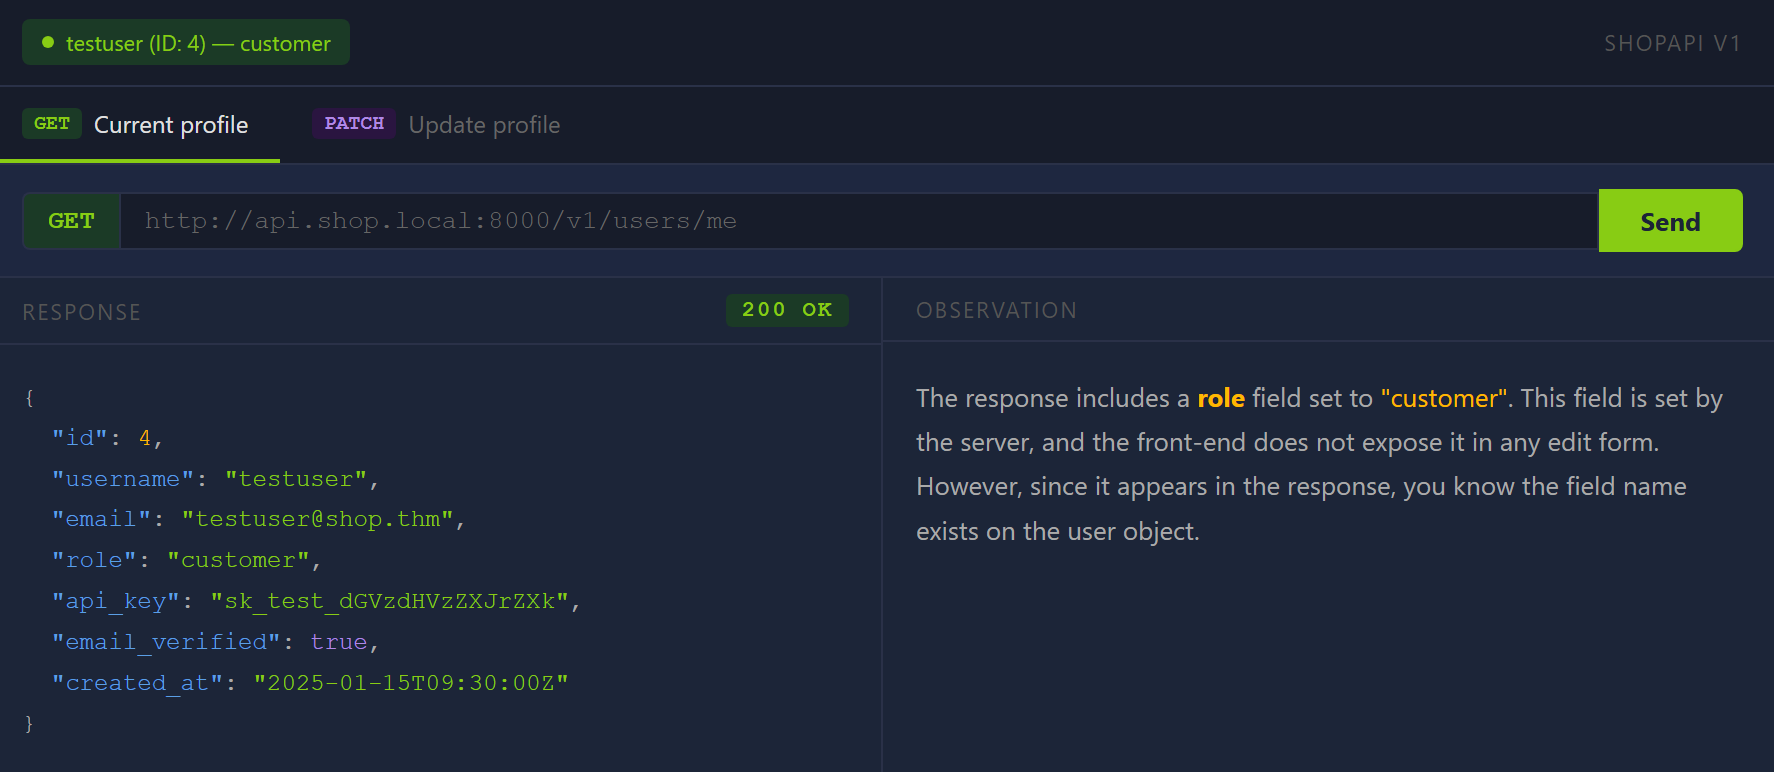 testuser (ID: 4) — customer
SHOPAPI V1
GET Current profile
PATCH Update profile
GET http://api.shop.local:8000/v1/users/me Send
RESPONSE 200 OK
{
  "id": 4,
  "username": "testuser",
  "email": "testuser@shop.thm",
  "role": "customer",
  "api_key": "sk_test_dGVzdHVzZXJrZXk",
  "email_verified": true,
  "created_at": "2025-01-15T09:30:00Z"
}
OBSERVATION
The response includes a role field set to "customer". This field is set by
the server, and the front-end does not expose it in any edit form.
However, since it appears in the response, you know the field name
exists on the user object.